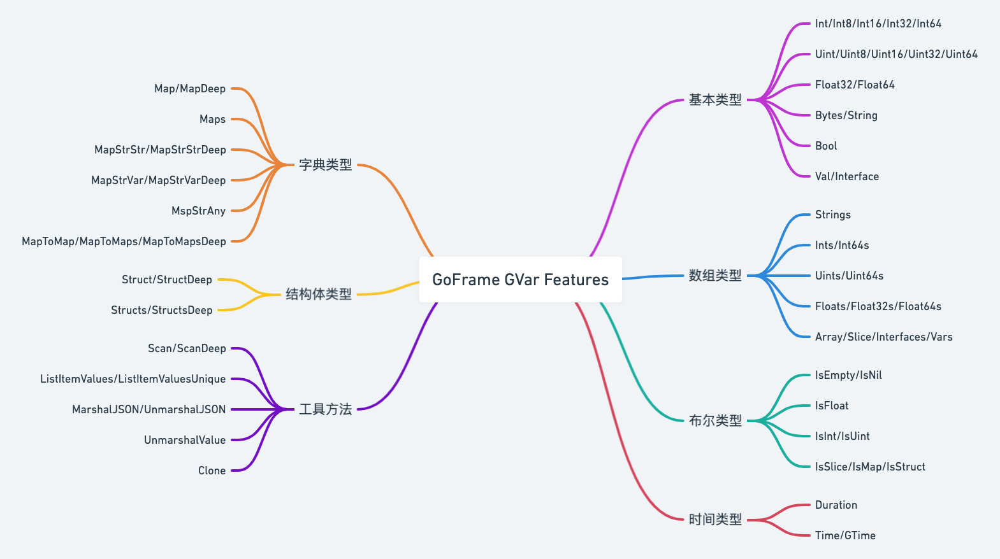 GoFrame GVar Features
基本类型
Int/Int8/Int16/Int32/Int64
Uint/Uint8/Uint16/Uint32/Uint64
Float32/Float64
Bytes/String
Bool
Val/Interface
数组类型
Strings
Ints/Int64s
Uints/Uint64s
Floats/Float32s/Float64s
Array/Slice/Interfaces/Vars
布尔类型
IsEmpty/IsNil
IsFloat
IsInt/IsUint
IsSlice/IsMap/IsStruct
时间类型
Duration
Time/GTime
字典类型
Map/MapDeep
Maps
MapStrStr/MapStrStrDeep
MapStrVar/MapStrVarDeep
MspStrAny
MapToMap/MapToMaps/MapToMapsDeep
结构体类型
Struct/StructDeep
Structs/StructsDeep
工具方法
Scan/ScanDeep
ListItemValues/ListItemValuesUnique
MarshalJSON/UnmarshalJSON
UnmarshalValue
Clone